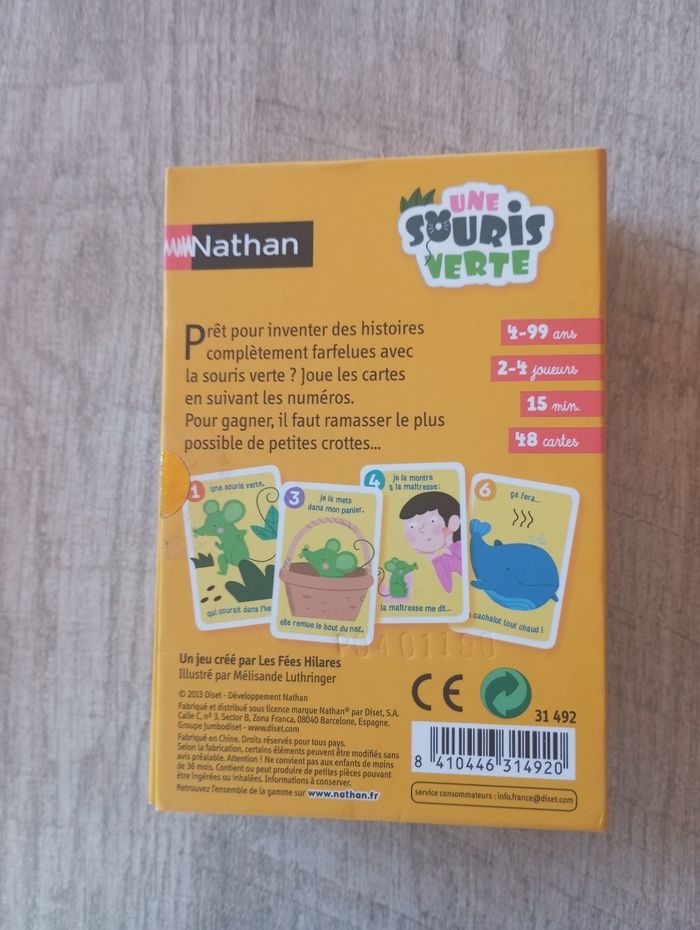 Nathan
UNE
SOURIS
VERTE
Prêt pour inventer des histoires
complètement farfelues avec
la souris verte ? Joue les cartes
en suivant les numéros.
Pour gagner, il faut ramasser le plus
possible de petites crottes...
4-99 ans
2-4 joueurs
15 min.
48 cartes
1
Une souris verte,
qui courait dans l'he
3
je la mets
dans mon panier,
elle remue le bout du nez.
4
je la montre
à la maîtresse:
la maîtresse me dit...
6
ça fera...
cachalot tout chaud !
P0401190
Un jeu créé par Les Fées Hilares
Illustré par Mélisande Luthringer
© 2013 Diset - Développement Nathan
Fabriqué et distribué sous licence marque Nathan® par Diset, S.A.
Calle C, nº 3, Sector B, Zona Franca, 08040 Barcelone, Espagne.
Groupe Jumbodiset - www.diset.com
Fabriqué en Chine. Droits réservés pour tous pays.
Selon la fabrication, certains éléments peuvent être modifiés sans
avis préalable. Attention ! Ne convient pas aux enfants de moins
de 36 mois. Contient ou peut produire de petites pièces pouvant
être ingérées ou inhalées. Informations à conserver.
Retrouvez l'ensemble de la gamme sur www.nathan.fr
CE
31 492
8 410446 314920
service consommateurs : info.france@diset.com